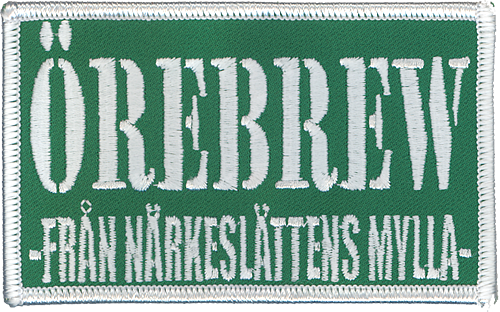 ÖREBREW
-FRÅN NÄRKESLÄTTENS MYLLA-